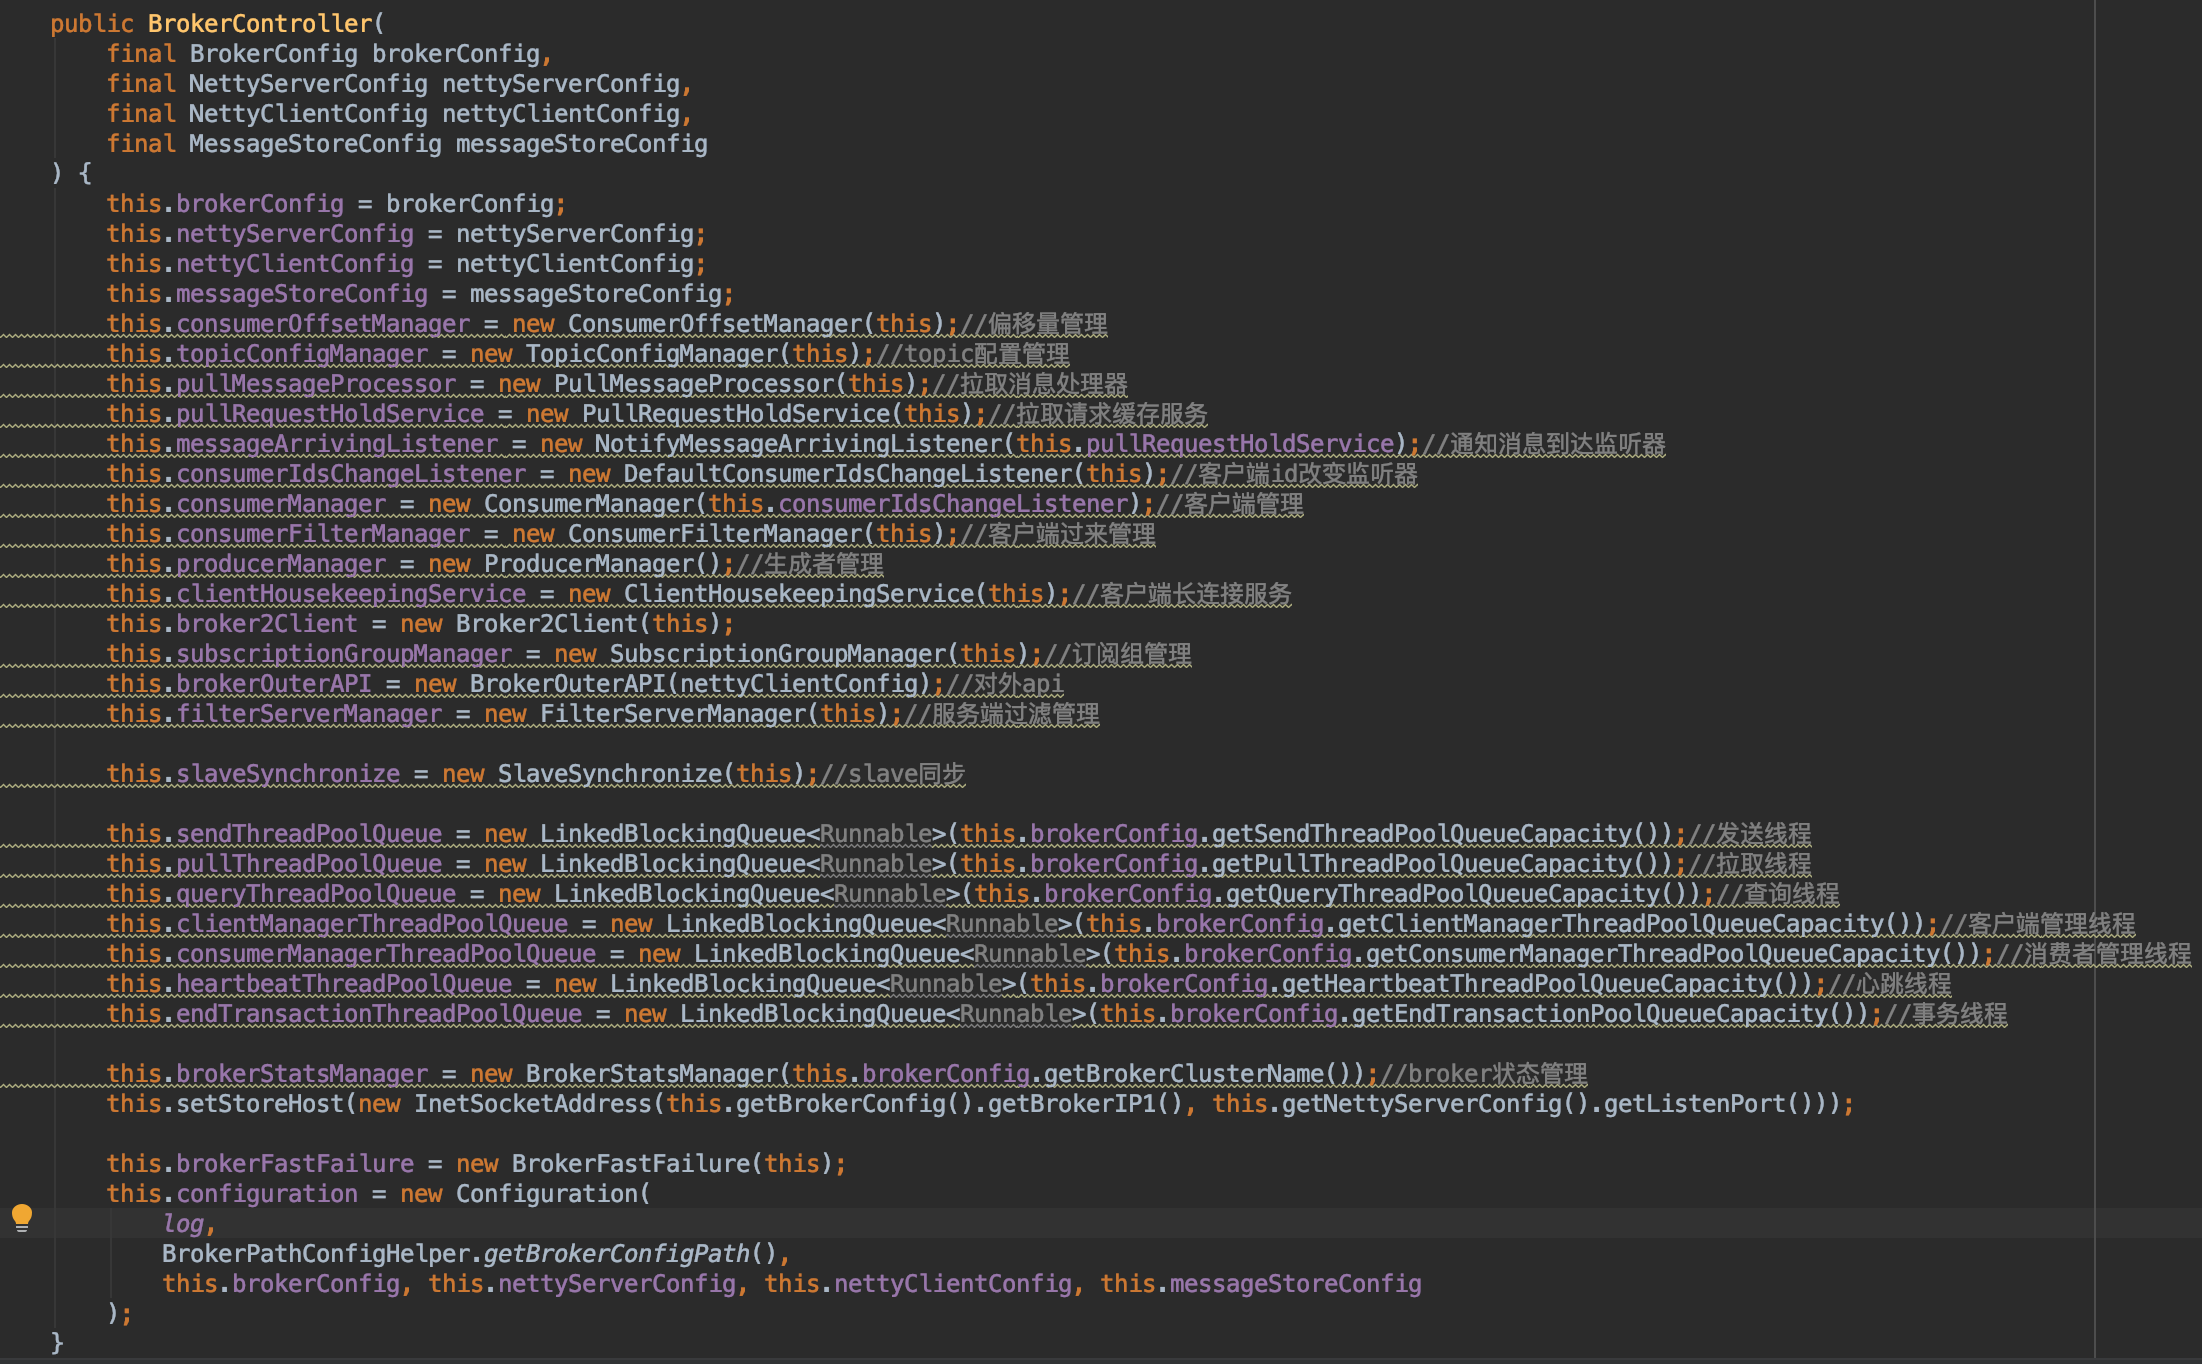 public BrokerController(
final BrokerConfig brokerConfig,
final NettyServerConfig nettyServerConfig,
final NettyClientConfig nettyClientConfig,
final MessageStoreConfig messageStoreConfig
) {
this.brokerConfig = brokerConfig;
this.nettyServerConfig = nettyServerConfig;
this.nettyClientConfig = nettyClientConfig;
this.messageStoreConfig = messageStoreConfig;
this.consumerOffsetManager = new ConsumerOffsetManager(this);//偏移量管理
this.topicConfigManager = new TopicConfigManager(this);//topic配置管理
this.pullMessageProcessor = new PullMessageProcessor(this);//拉取消息处理器
this.pullRequestHoldService = new PullRequestHoldService(this);//拉取请求缓存服务
this.messageArrivingListener = new NotifyMessageArrivingListener(this.pullRequestHoldService);//通知消息到达监听器
this.consumerIdsChangeListener = new DefaultConsumerIdsChangeListener(this);//客户端id改变监听器
this.consumerManager = new ConsumerManager(this.consumerIdsChangeListener);//客户端管理
this.consumerFilterManager = new ConsumerFilterManager(this);//客户端过来管理
this.producerManager = new ProducerManager();//生成者管理
this.clientHousekeepingService = new ClientHousekeepingService(this);//客户端长连接服务
this.broker2Client = new Broker2Client(this);
this.subscriptionGroupManager = new SubscriptionGroupManager(this);//订阅组管理
this.brokerOuterAPI = new BrokerOuterAPI(nettyClientConfig);//对外api
this.filterServerManager = new FilterServerManager(this);//服务端过滤管理
this.slaveSynchronize = new SlaveSynchronize(this);//slave同步
this.sendThreadPoolQueue = new LinkedBlockingQueue<Runnable>(this.brokerConfig.getSendThreadPoolQueueCapacity());//发送线程
this.pullThreadPoolQueue = new LinkedBlockingQueue<Runnable>(this.brokerConfig.getPullThreadPoolQueueCapacity());//拉取线程
this.queryThreadPoolQueue = new LinkedBlockingQueue<Runnable>(this.brokerConfig.getQueryThreadPoolQueueCapacity());//查询线程
this.clientManagerThreadPoolQueue = new LinkedBlockingQueue<Runnable>(this.brokerConfig.getClientManagerThreadPoolQueueCapacity());//客户端管理线程
this.consumerManagerThreadPoolQueue = new LinkedBlockingQueue<Runnable>(this.brokerConfig.getConsumerManagerThreadPoolQueueCapacity());//消费者管理线程
this.heartbeatThreadPoolQueue = new LinkedBlockingQueue<Runnable>(this.brokerConfig.getHeartbeatThreadPoolQueueCapacity());//心跳线程
this.endTransactionThreadPoolQueue = new LinkedBlockingQueue<Runnable>(this.brokerConfig.getEndTransactionPoolQueueCapacity());//事务线程
this.brokerStatsManager = new BrokerStatsManager(this.brokerConfig.getBrokerClusterName());//broker状态管理
this.setStoreHost(new InetSocketAddress(this.getBrokerConfig().getBrokerIP1(), this.getNettyServerConfig().getListenPort()));
this.brokerFastFailure = new BrokerFastFailure(this);
this.configuration = new Configuration(
log,
BrokerPathConfigHelper.getBrokerConfigPath(),
this.brokerConfig, this.nettyServerConfig, this.nettyClientConfig, this.messageStoreConfig
);
}